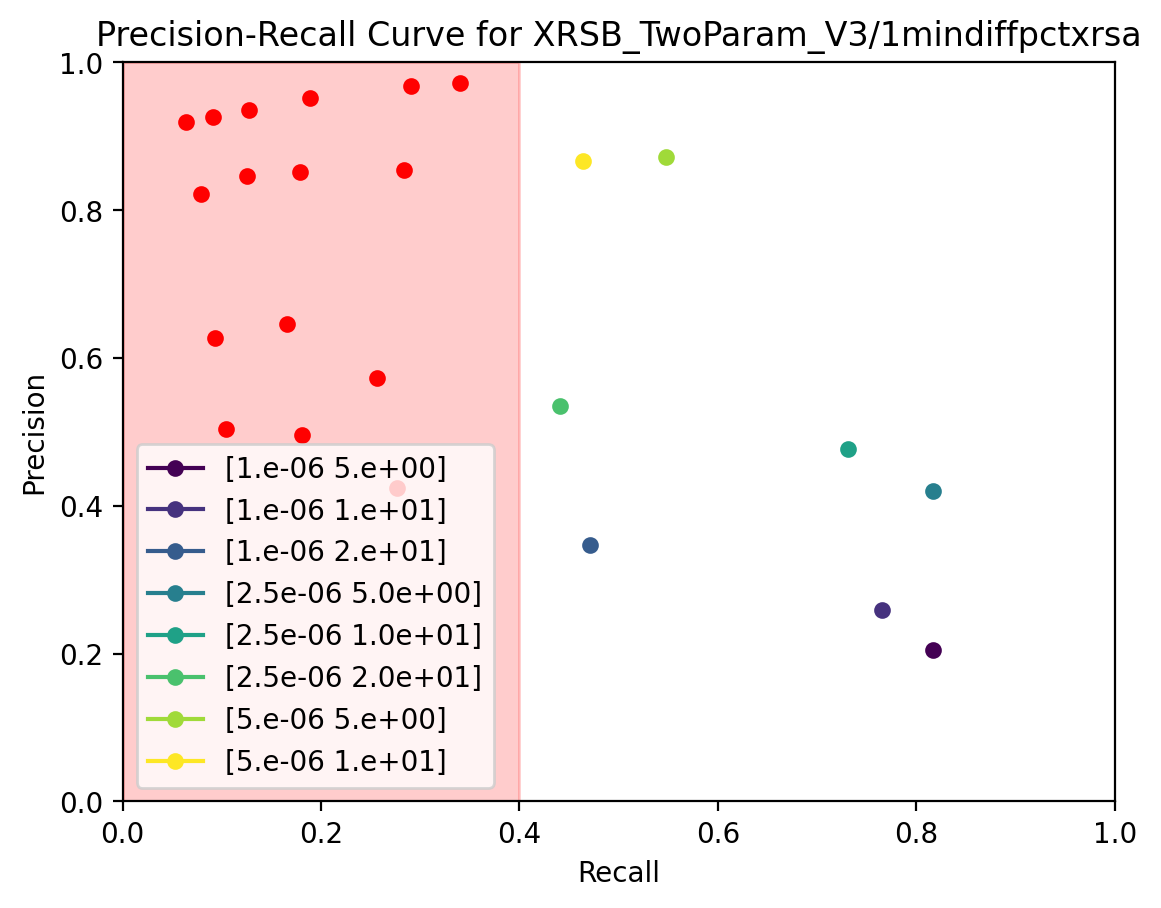 Precision-Recall Curve for XRSB_TwoParam_V3/1mindiffpctxrsa
1.0
0.8
0.6
0.4
0.2
0.0
Precision
[1.e-06 5.e+00]
[1.e-06 1.e+01]
[1.e-06 2.e+01]
[2.5e-06 5.0e+00]
[2.5e-06 1.0e+01]
[2.5e-06 2.0e+01]
[5.e-06 5.e+00]
[5.e-06 1.e+01]
0.0 0.2 0.4 0.6 0.8 1.0
Recall